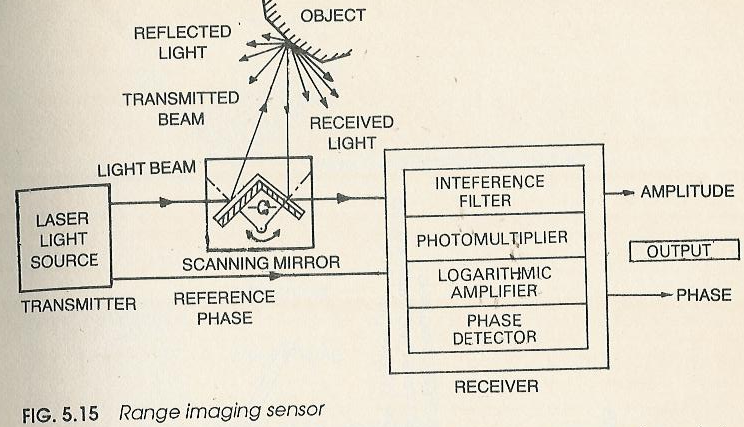 OBJECT
REFLECTED
LIGHT
TRANSMITTED
BEAM
RECEIVED
LIGHT
LIGHT BEAM
LASER
LIGHT
SOURCE
TRANSMITTER
SCANNING MIRROR
REFERENCE
PHASE
INTEFERENCE
FILTER
PHOTOMULTIPLIER
LOGARITHMIC
AMPLIFIER
PHASE
DETECTOR
RECEIVER
AMPLITUDE
OUTPUT
PHASE
FIG. 5.15 Range imaging sensor